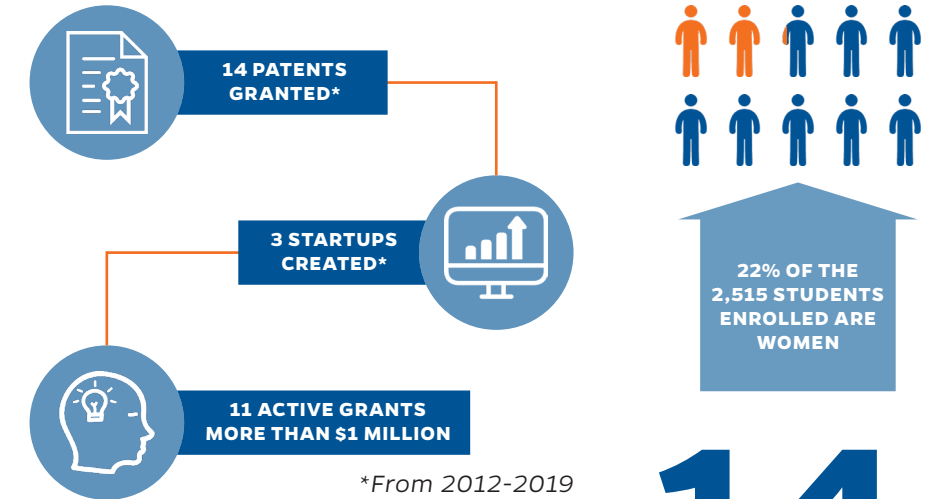 14 PATENTS
GRANTED*
3 STARTUPS
CREATED*
11 ACTIVE GRANTS
MORE THAN $1 MILLION
*From 2012-2019
22% OF THE
2,515 STUDENTS
ENROLLED ARE
WOMEN
14